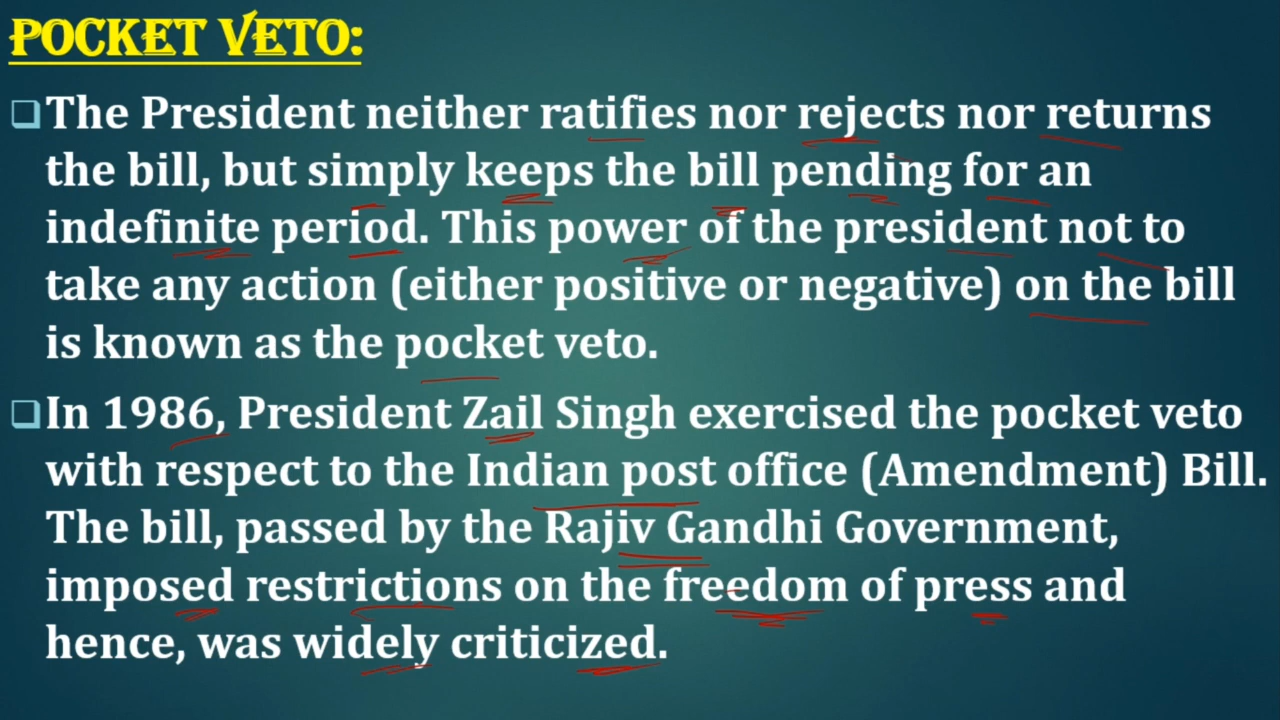 POCKET VETO:
The President neither ratifies nor rejects nor returns
the bill, but simply keeps the bill pending for an
indefinite period. This power of the president not to
take any action (either positive or negative) on the bill
is known as the pocket veto.
In 1986, President Zail Singh exercised the pocket veto
with respect to the Indian post office (Amendment) Bill.
The bill, passed by the Rajiv Gandhi Government,
imposed restrictions on the freedom of press and
hence, was widely criticized.